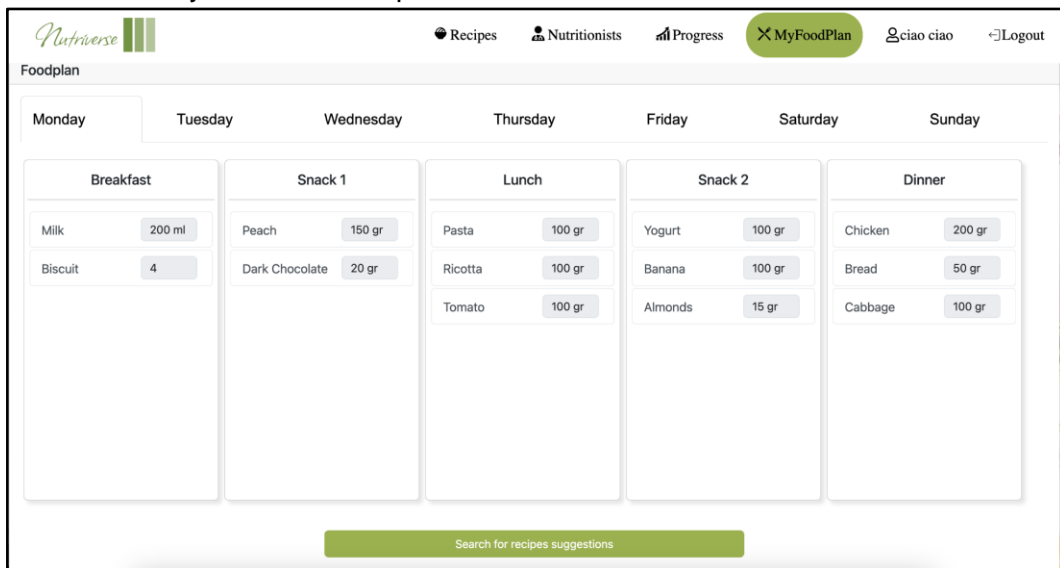 Nutriverse Recipes Nutritionists Progress MyFoodPlan ciao ciao Logout
Foodplan
Monday Tuesday Wednesday Thursday Friday Saturday Sunday
Breakfast Snack 1 Lunch Snack 2 Dinner
Milk 200 ml Peach 150 gr Pasta 100 gr Yogurt 100 gr Chicken 200 gr
Biscuit 4 Dark Chocolate 20 gr Ricotta 100 gr Banana 100 gr Bread 50 gr
Tomato 100 gr Almonds 15 gr Cabbage 100 gr
Search for recipes suggestions